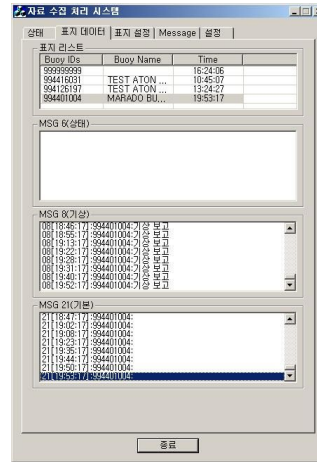 자료 수집 처리 시스템
상태 표지 데이터 표지 설정 Message 설정
표지 리스트
Buoy IDs Buoy Name Time
999999999 16:24:06
994416031 TEST ATON 10:45:07
994126197 TEST ATON 13:24:27
994401004 MARADO BU... 19:53:17
MSG 6(상태)
MSG 8(기상)
08[18:46:17]:994401004:기상 보고
08[18:55:17]:994401004:기상 보고
08[19:13:17]:994401004:기상 보고
08[19:22:17]:994401004:기상 보고
08[19:28:17]:994401004:기상 보고
08[19:31:17]:994401004:기상 보고
08[19:40:17]:994401004:기상 보고
08[19:52:17]:994401004:기상 보고
MSG 21(기본)
21[18:47:17]:994401004:
21[19:02:17]:994401004:
21[19:08:17]:994401004:
21[19:23:17]:994401004:
21[19:35:17]:994401004:
21[19:44:17]:994401004:
21[19:50:17]:994401004:
21[19:53:17]:994401004:
종료